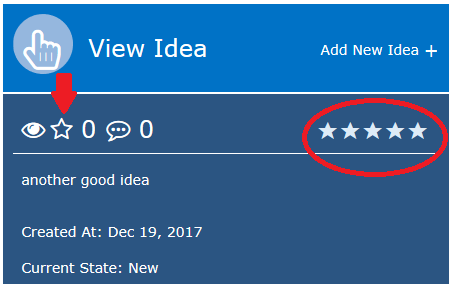 View Idea
Add New Idea +
0 0
another good idea
Created At: Dec 19, 2017
Current State: New